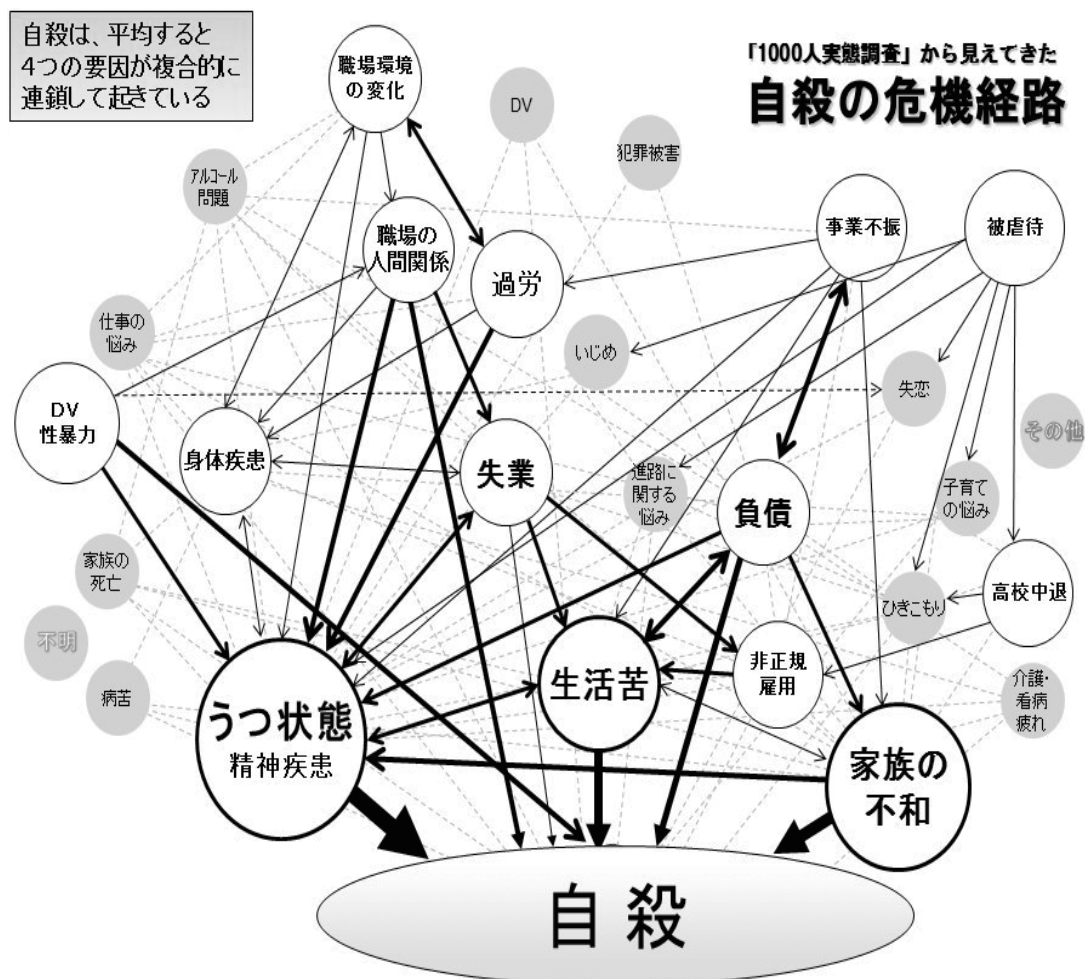 自殺は、平均すると
4つの要因が複合的に
連鎖して起きている
「1000人実態調査」から見えてきた
自殺の危機経路
職場環境
の変化
DV
犯罪被害
アルコール
問題
職場の
人間関係
過労
事業不振
被虐待
仕事の
悩み
いじめ
失恋
DV
性暴力
その他
身体疾患
失業
進路に
関する
悩み
負債
子育て
の悩み
家族の
死亡
ひきこもり
高校中退
不明
病苦
うつ状態
精神疾患
生活苦
非正規
雇用
介護・
看病
疲れ
家族の
不和
自殺